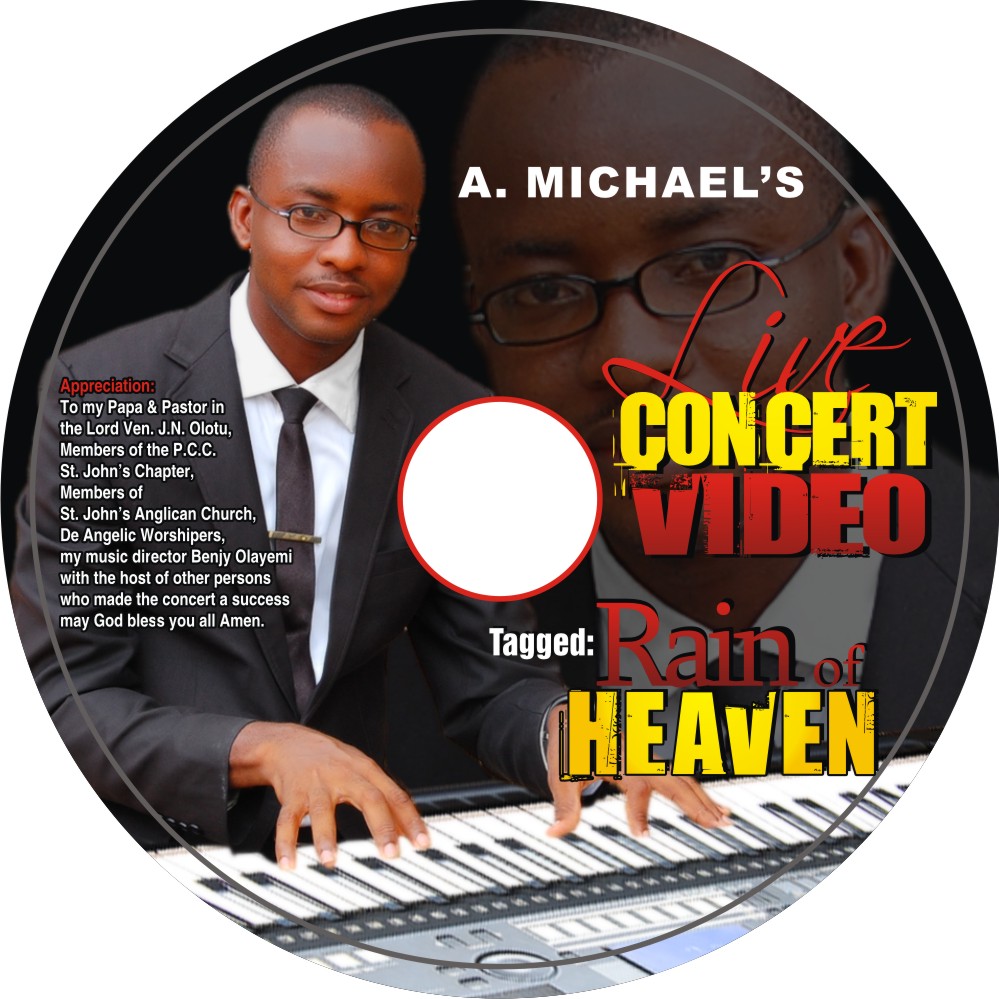 A. MICHAEL'S
Live
CONCERT
VIDEO
Tagged: Rain of
HEAVEN
Appreciation:
To my Papa & Pastor in
the Lord Ven. J.N. Olotu,
Members of the P.C.C.
St. John's Chapter,
Members of
St. John's Anglican Church,
De Angelic Worshipers,
my music director Benjy Olayemi
with the host of other persons
who made the concert a success
may God bless you all Amen.